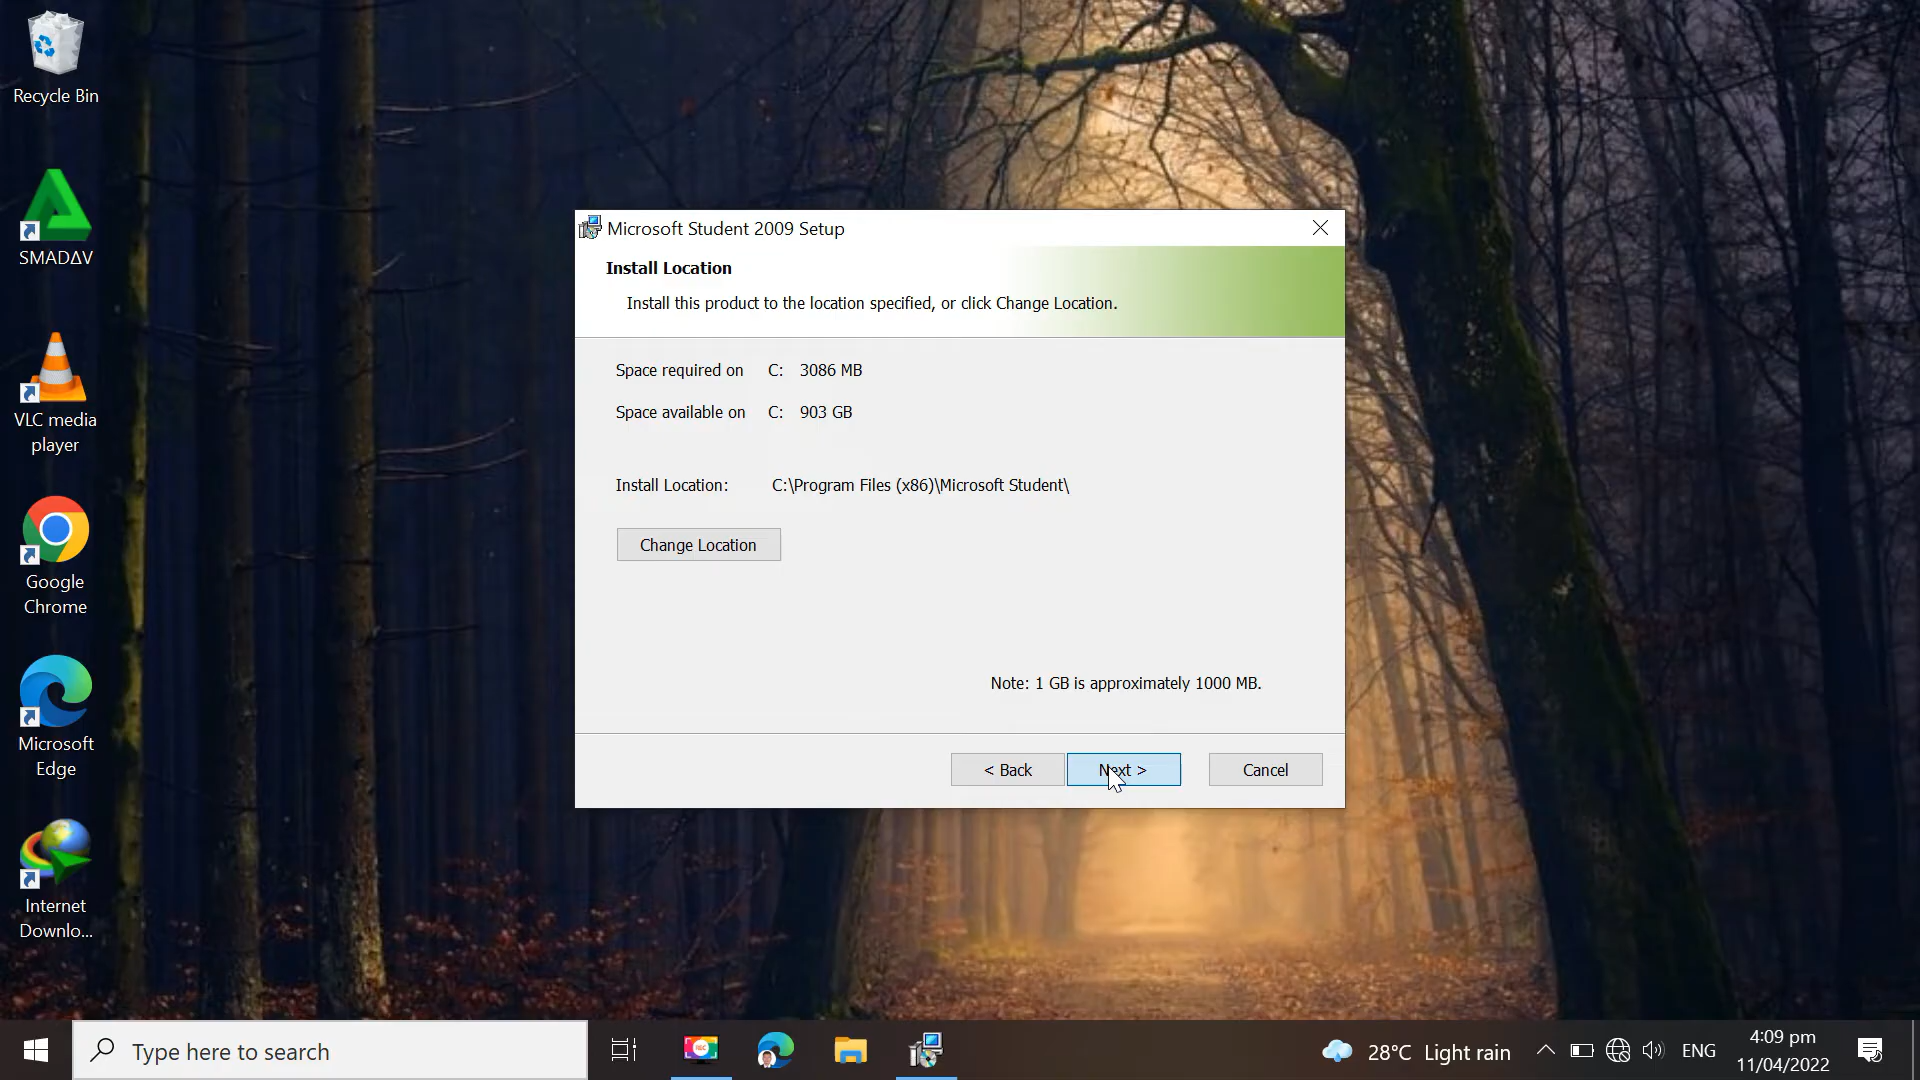 Recycle Bin
SMADΔV
VLC media
player
Google
Chrome
Microsoft
Edge
Internet
Downlo...
Microsoft Student 2009 Setup
Install Location
Install this product to the location specified, or click Change Location.
Space required on C: 3086 MB
Space available on C: 903 GB
Install Location: C:\Program Files (x86)\Microsoft Student\
Change Location
Note: 1 GB is approximately 1000 MB.
< Back Next > Cancel
Type here to search
REC
28°C Light rain
ENG
4:09 pm
11/04/2022